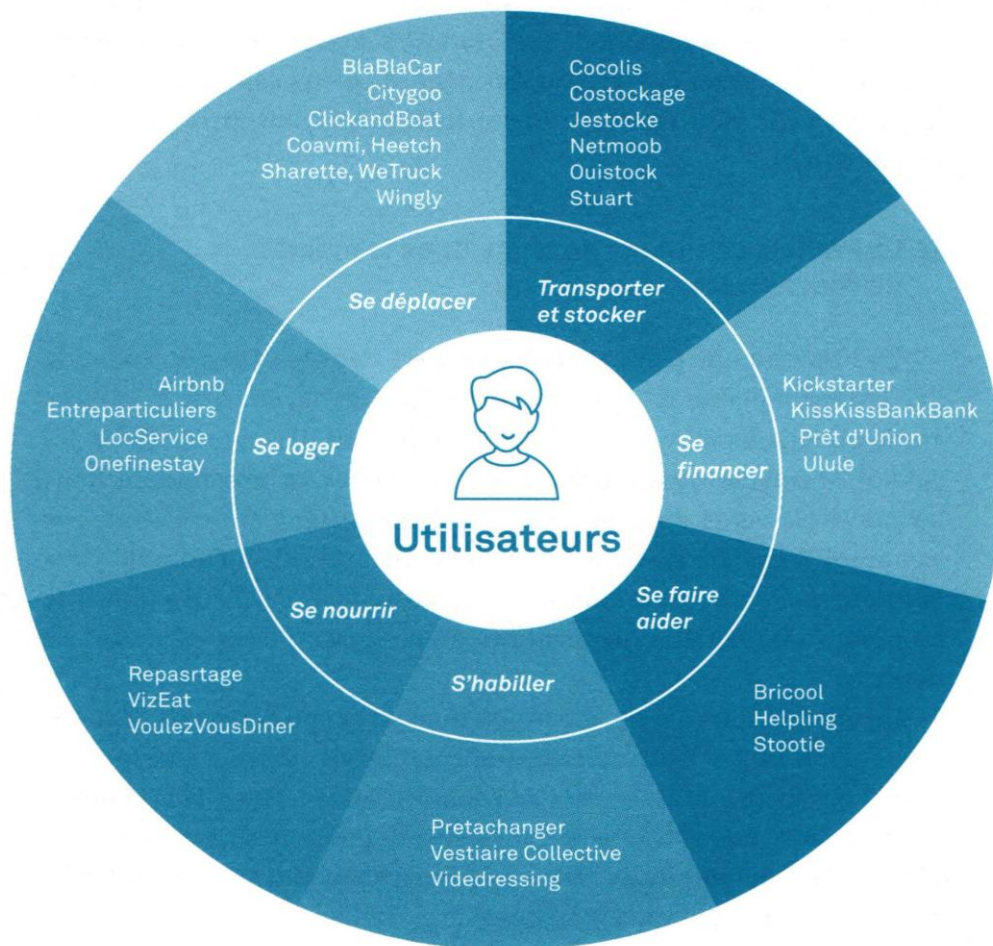 BlaBlaCar
Citygoo
ClickandBoat
Coavmi, Heetch
Sharette, WeTruck
Wingly
Se déplacer
Cocolis
Costockage
Jestocke
Netmoob
Ouistock
Stuart
Transporter
et stocker
Kickstarter
KissKissBankBank
Prêt d'Union
Ulule
Se
financer
Se faire
aider
Bricool
Helpling
Stootie
S'habiller
Pretachanger
Vestiaire Collective
Videdressing
Se nourrir
Repasrtage
VizEat
VoulezVousDiner
Airbnb
Entreparticuliers
LocService
Onefinestay
Se loger
Utilisateurs